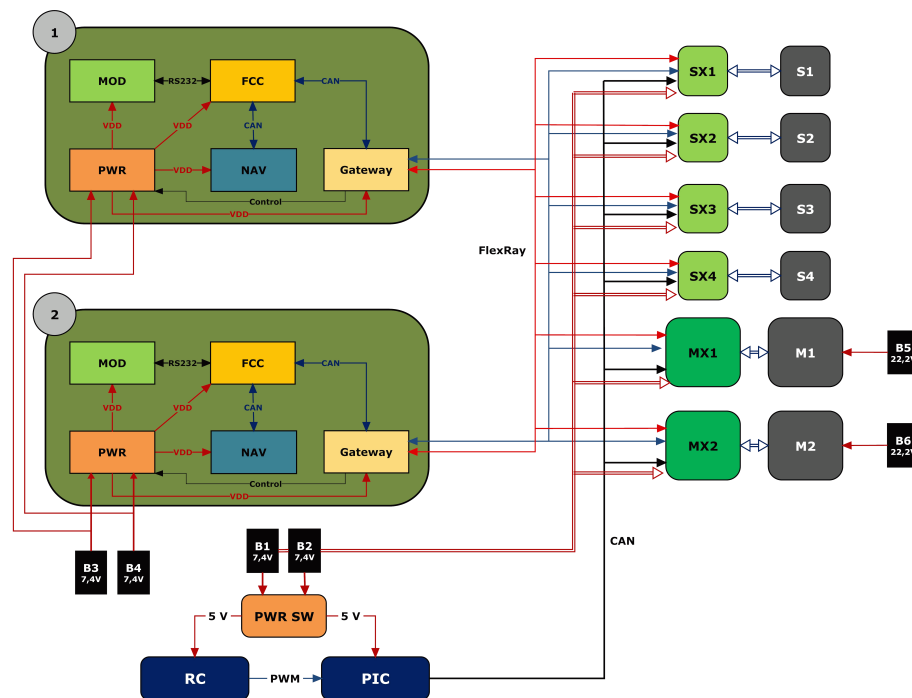 1
MOD
RS232
FCC
CAN
VDD
VDD
CAN
PWR
VDD
NAV
Gateway
Control
VDD
2
MOD
RS232
FCC
CAN
VDD
VDD
CAN
PWR
VDD
NAV
Gateway
Control
VDD
FlexRay
SX1
S1
SX2
S2
SX3
S3
SX4
S4
MX1
M1
B5
22,2V
MX2
M2
B6
22,2V
B3
7,4V
B4
7,4V
B1
7,4V
B2
7,4V
CAN
5 V
PWR SW
5 V
RC
PWM
PIC